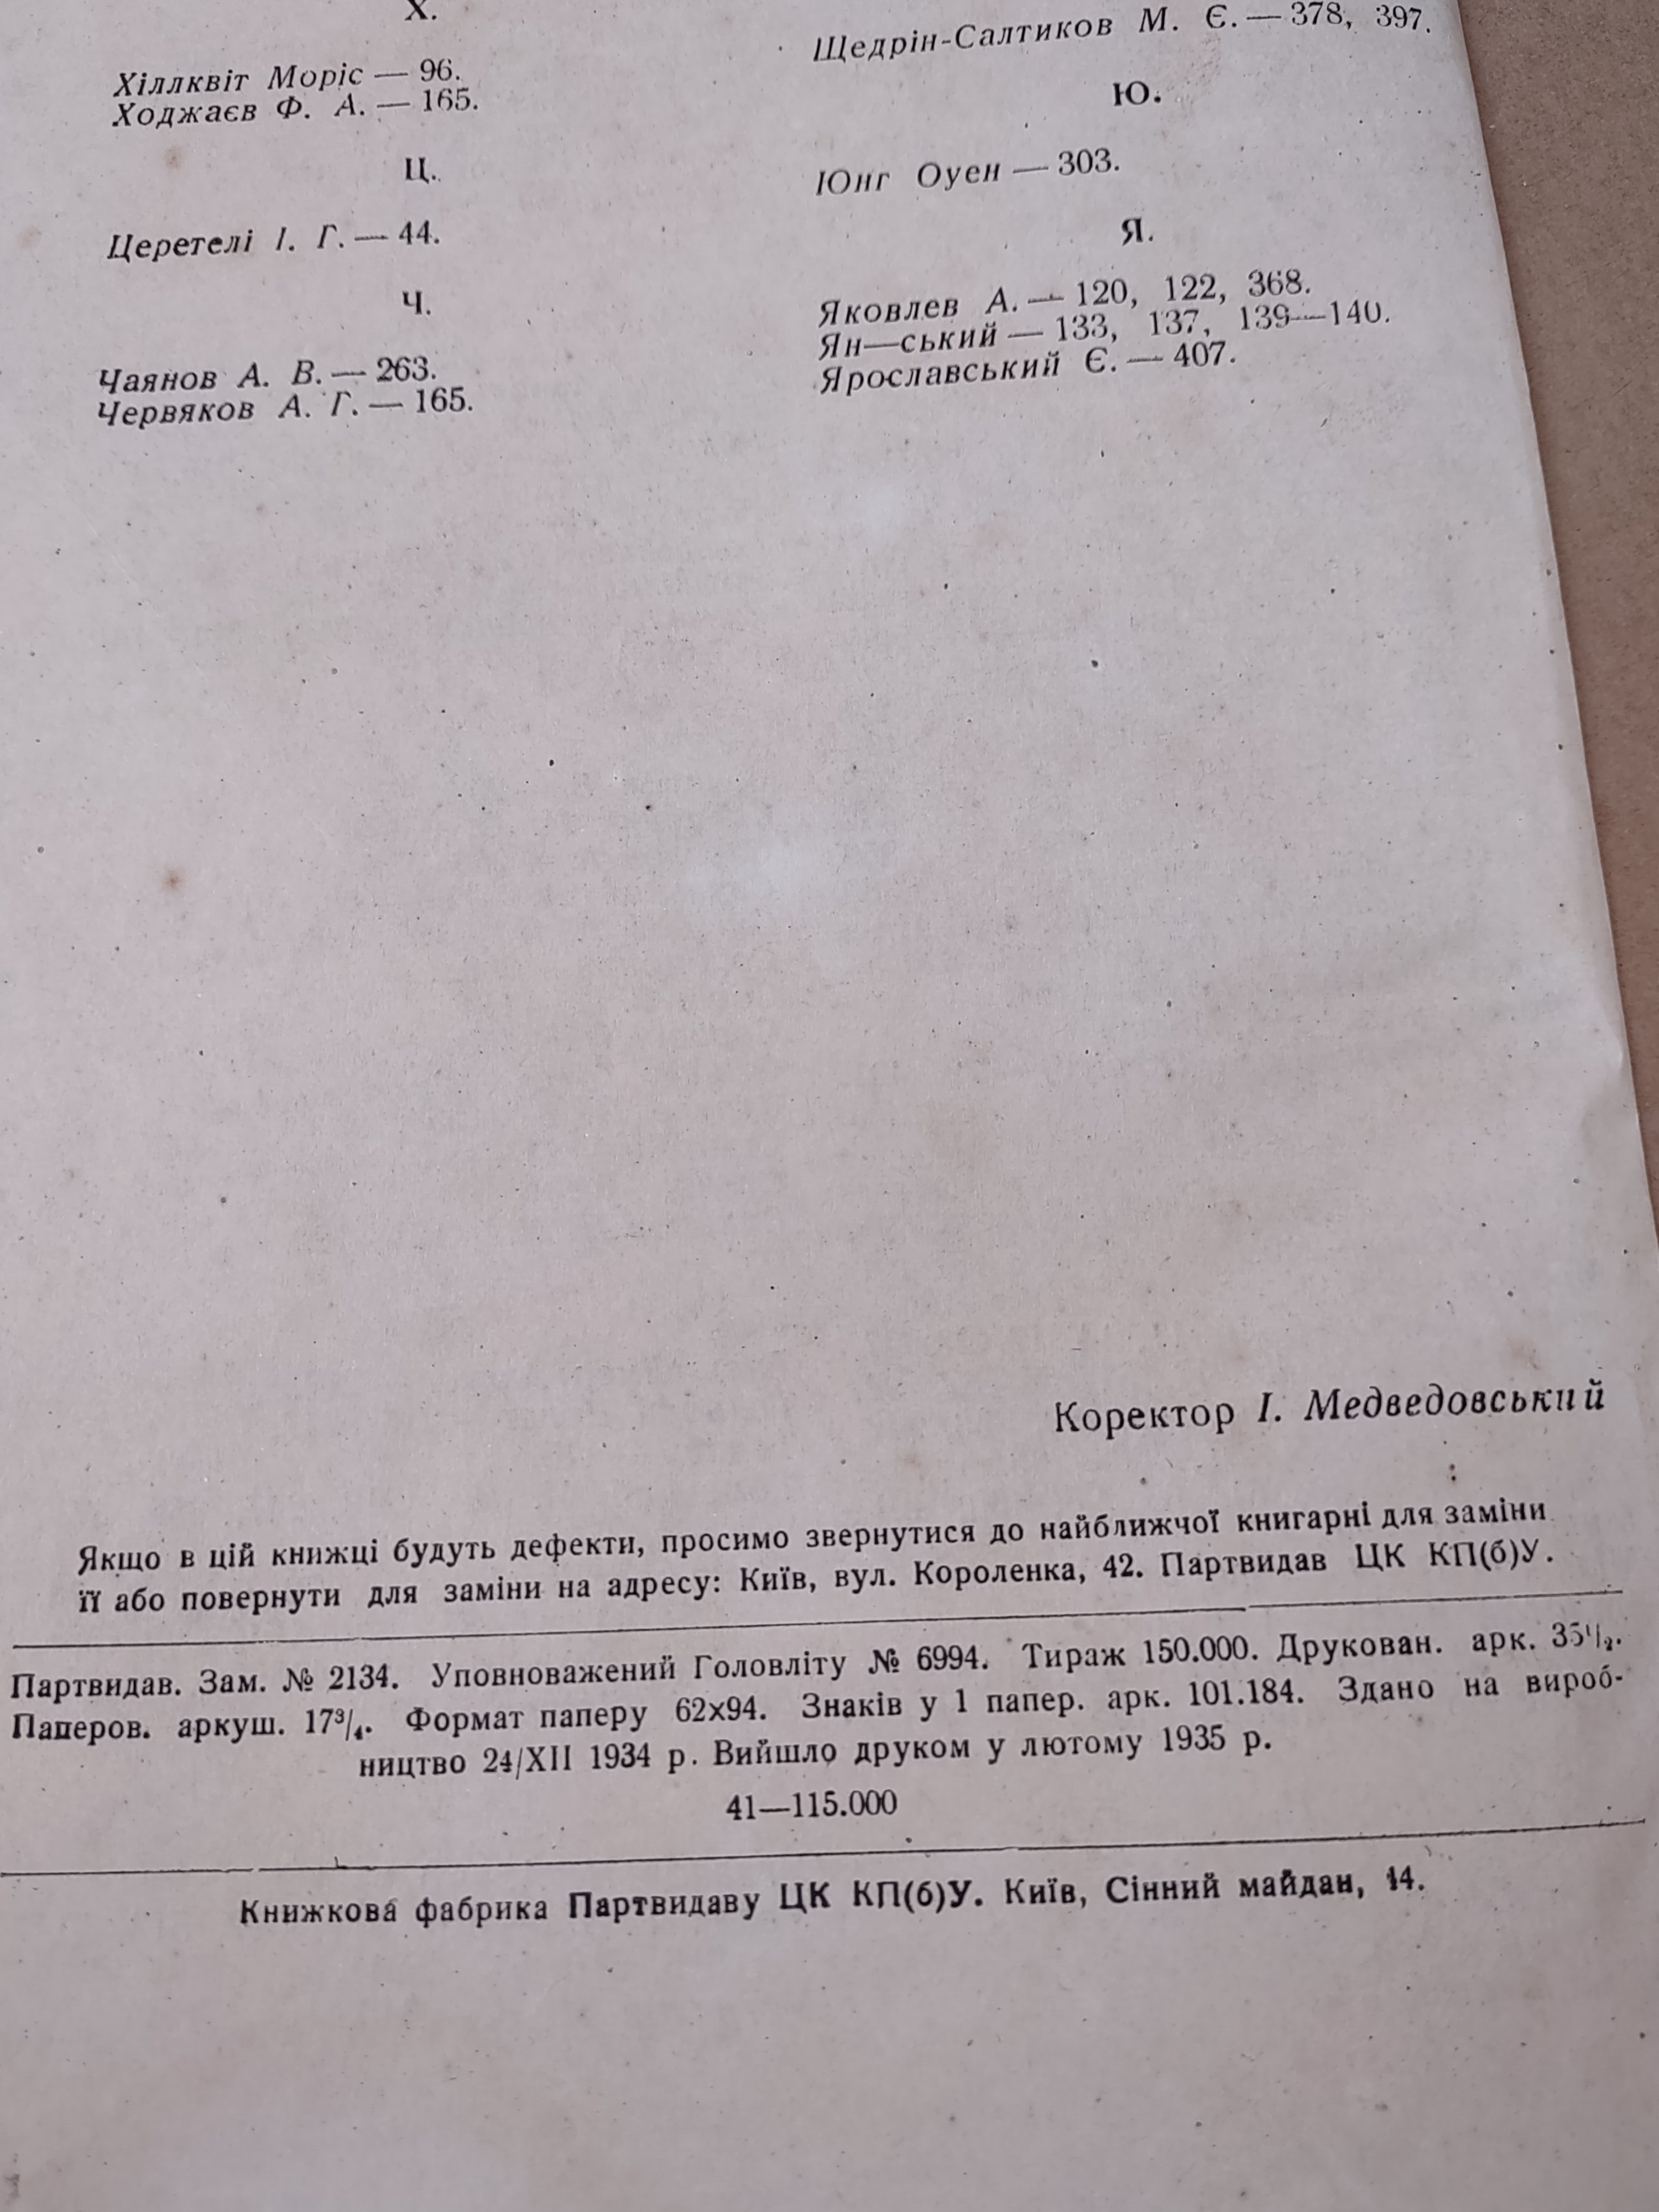 Х.
Хіллквіт Моріс — 96.
Ходжаєв Ф. А. — 165.
Ц.
Церетелі І. Г. — 44.
Ч.
Чаянов А. В. — 263.
Червяков А. Г. — 165.
Щедрін-Салтиков М. Є. — 378, 397.
Ю.
Юнг Оуен — 303.
Я.
Яковлев А. — 120, 122, 368.
Ян—ський — 133, 137, 139—140.
Ярославський Є. — 407.
Коректор І. Медведовський
Якщо в цій книжці будуть дефекти, просимо звернутися до найближчої книгарні для заміни
її або повернути для заміни на адресу: Київ, вул. Короленка, 42. Партвидав ЦК КП(б)У.
Партвидав. Зам. № 2134. Уповноважений Головліту № 6994. Тираж 150.000. Друкован. арк. 35¹/₂.
Паперов. аркуш. 17³/₄. Формат паперу 62х94. Знаків у 1 папер. арк. 101.184. Здано на вироб-
ництво 24/XII 1934 р. Вийшло друком у лютому 1935 р.
41—115.000
Книжкова фабрика Партвидаву ЦК КП(б)У. Київ, Сінний майдан, 14.